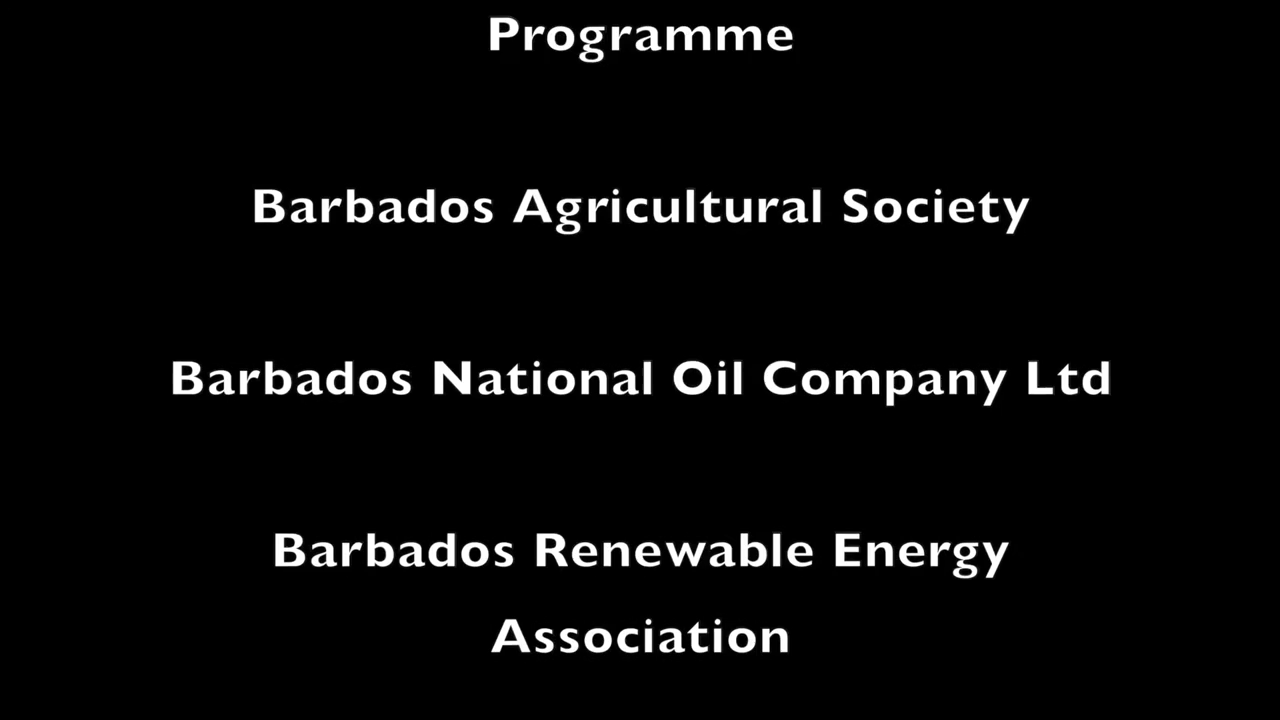 Programme
Barbados Agricultural Society
Barbados National Oil Company Ltd
Barbados Renewable Energy
Association